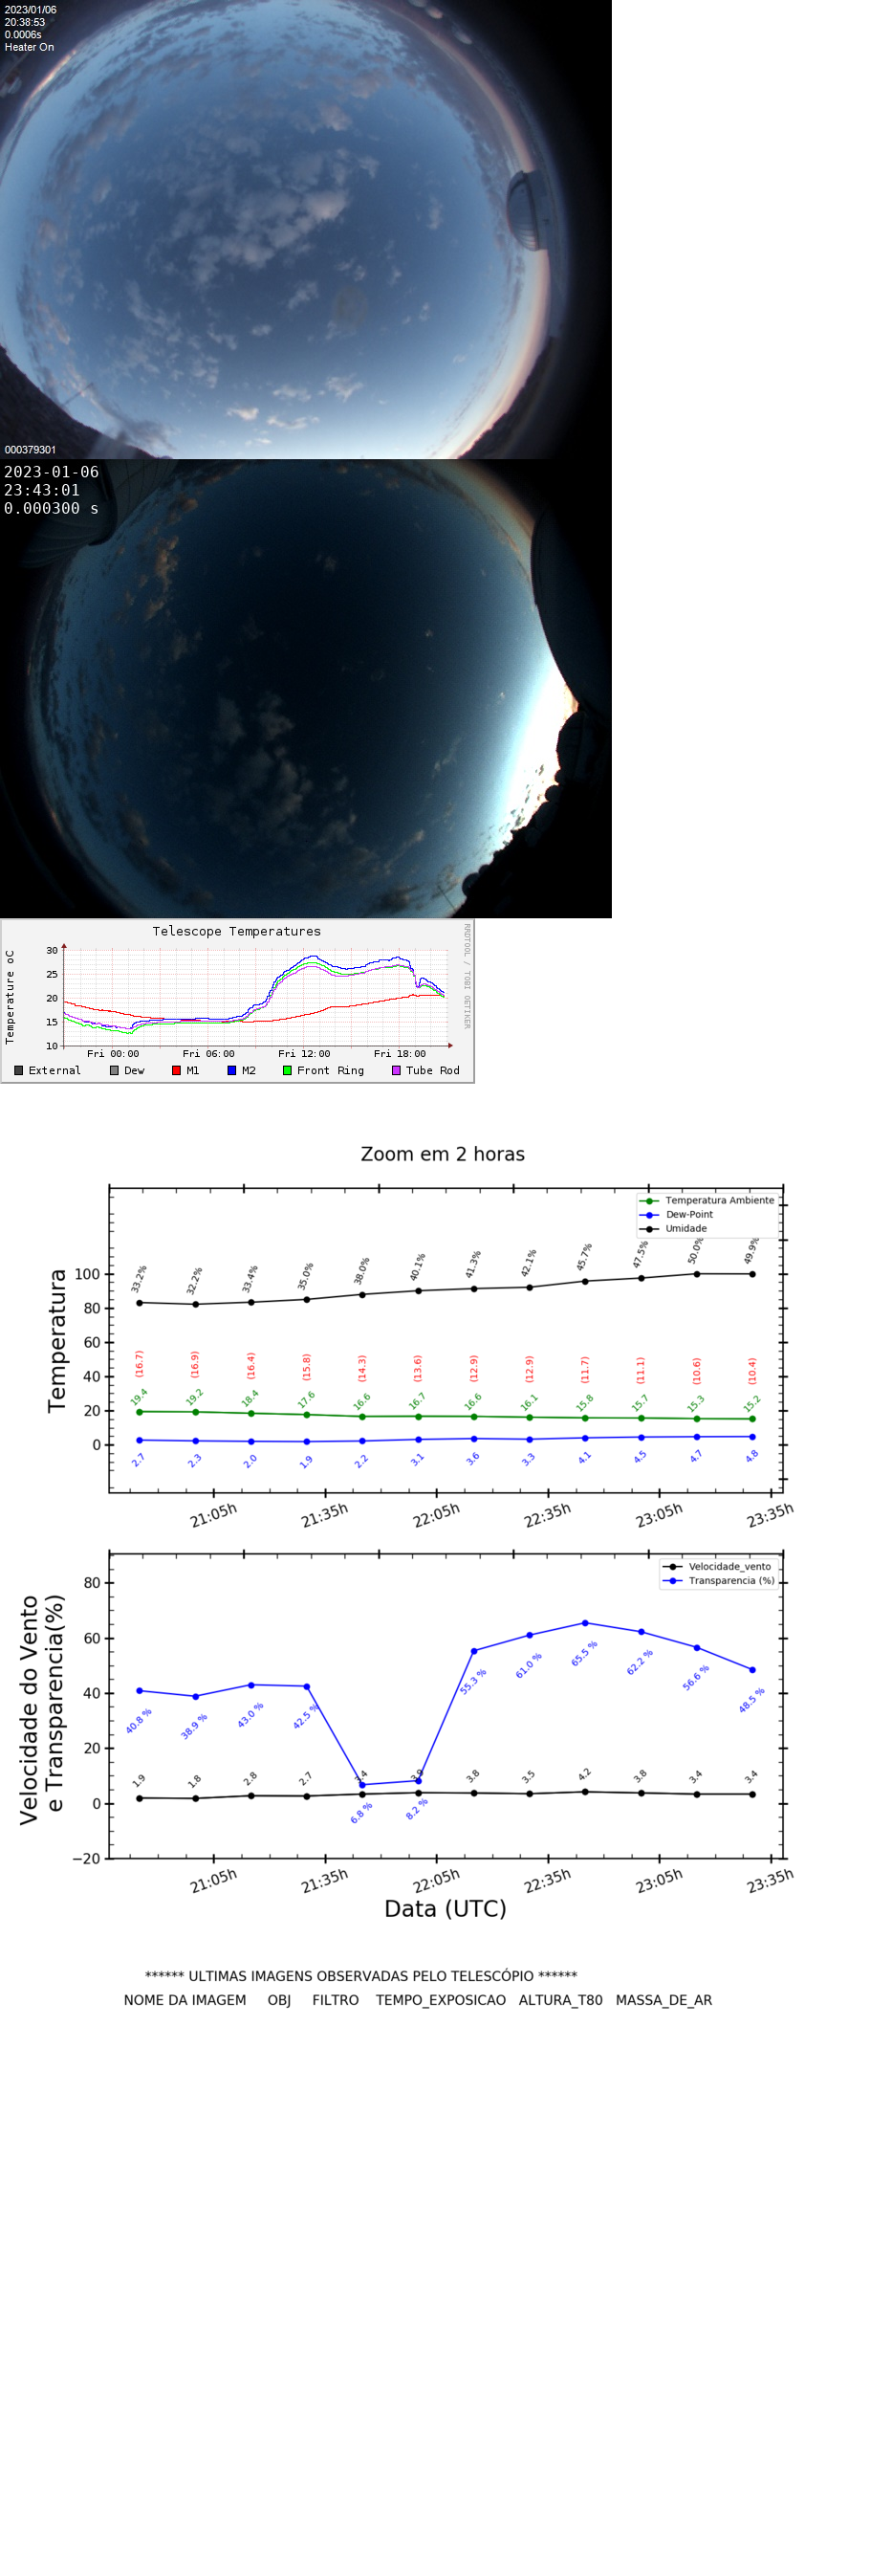 2023/01/06
20:38:53
0.0006s
Heater On
000379301
2023-01-06
23:43:01
0.000300 s
Telescope Temperatures
RRDTOOL / TOBI OETIKER
Temperature oC
30
25
20
15
10
Fri 00:00 Fri 06:00 Fri 12:00 Fri 18:00
External Dew M1 M2 Front Ring Tube Rod
Zoom em 2 horas
Temperatura Ambiente
Dew-Point
Umidade
Temperatura
100
80
60
40
20
0
33.2% 32.2% 33.4% 35.0% 38.0% 40.1% 41.3% 42.1% 45.7% 47.5% 50.0% 49.9%
(16.7) (16.9) (16.4) (15.8) (14.3) (13.6) (12.9) (12.9) (11.7) (11.1) (10.6) (10.4)
19.4 19.2 18.4 17.6 16.6 16.7 16.6 16.1 15.8 15.7 15.3 15.2
2.7 2.3 2.0 1.9 2.2 3.1 3.6 3.3 4.1 4.5 4.7 4.8
21:05h 21:35h 22:05h 22:35h 23:05h 23:35h
Velocidade_vento
Transparencia (%)
Velocidade do Vento
e Transparencia(%)
80
60
40
20
0
−20
40.8 % 38.9 % 43.0 % 42.5 % 6.8 % 8.2 % 55.3 % 61.0 % 65.5 % 62.2 % 56.6 % 48.5 %
1.9 1.8 2.8 2.7 3.4 3.9 3.8 3.5 4.2 3.8 3.4 3.4
21:05h 21:35h 22:05h 22:35h 23:05h 23:35h
Data (UTC)
****** ULTIMAS IMAGENS OBSERVADAS PELO TELESCÓPIO ******
NOME DA IMAGEM OBJ FILTRO TEMPO_EXPOSICAO ALTURA_T80 MASSA_DE_AR